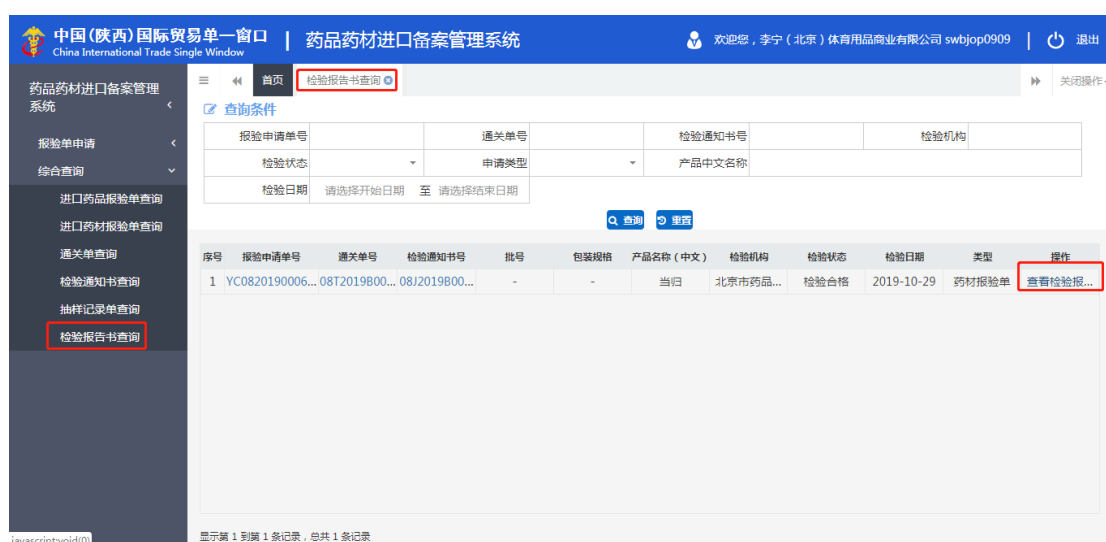 中国(陕西)国际贸易单一窗口 | 药品药材进口备案管理系统
China International Trade Single Window
欢迎您，李宁（北京）体育用品商业有限公司 swbjop0909 | 退出
药品药材进口备案管理系统
报验单申请
综合查询
进口药品报验单查询
进口药材报验单查询
通关单查询
检验通知书查询
抽样记录单查询
检验报告书查询
首页 检验报告书查询 关闭操作
查询条件
报验申请单号 通关单号 检验通知书号 检验机构
检验状态 申请类型 产品中文名称
检验日期 请选择开始日期 至 请选择结束日期
查询 重置
序号 报验申请单号 通关单号 检验通知书号 批号 包装规格 产品名称（中文） 检验机构 检验状态 检验日期 类型 操作
1 YC0820190006... 08T2019B00... 08J2019B00... - - 当归 北京市药品... 检验合格 2019-10-29 药材报验单 查看检验报...
显示第 1 到第 1 条记录，总共 1 条记录
javascript:void(0)